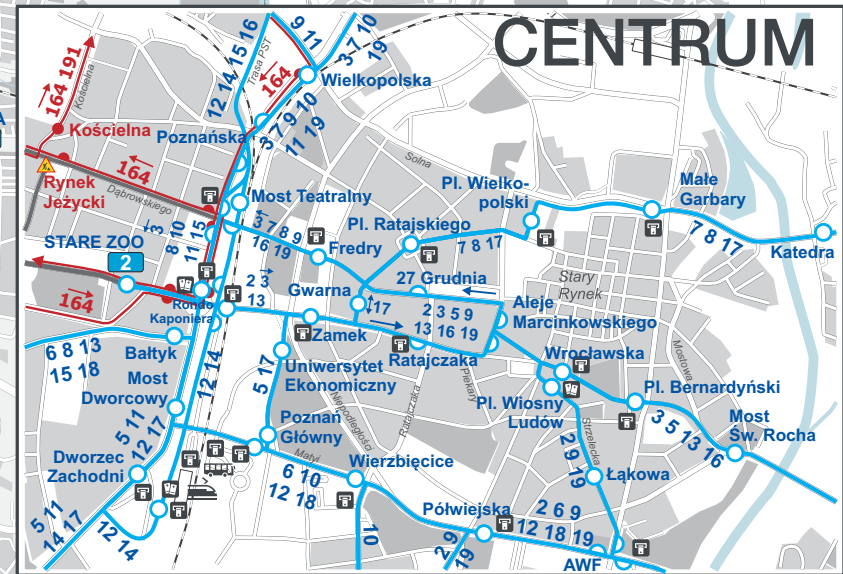 CENTRUM
12 14 15 16
9 11
3 7 10
19
Trasa PST
164
Wielkopolska
164 191
Kościelna
Kościelna
Poznańska
3 7 9 10
11 19
164
Rynek
Jeżycki
Dąbrowskiego
Solna
Most Teatralny
Pl. Wielko-
polski
Małe
Garbary
3
8 10
11 15
3 7 8 9
16 19
Fredry
Pl. Ratajskiego
7 8 17
7 8 17
Katedra
STARE ZOO
2
164
Rondo
Kaponiera
2 3
13
Gwarna
17
27 Grudnia
2 3 5 9
13 16 19
Stary
Rynek
Aleje
Marcinkowskiego
Zamek
Ratajczaka
Wrocławska
Mostowa
6 8 13
15 18
Bałtyk
12 14
Uniwersytet
Ekonomiczny
5 17
Niepodległości
Ratajczaka
Piekary
Pl. Wiosny
Ludów
Pl. Bernardyński
3 5 13 16
Most
Św. Rocha
Most
Dworcowy
5 11
12 17
Poznań
Główny
Matyi
Strzelecka
2 9
19
Łąkowa
Dworzec
Zachodni
6 10
12 18
Wierzbięcice
5 11
14 17
12 14
10
Półwiejska
2 9
19
2 6 9
12 18 19
AWF
A